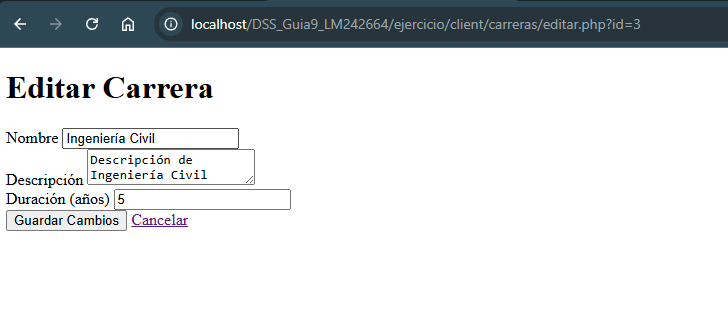 localhost/DSS_Guia9_LM242664/ejercicio/client/carreras/editar.php?id=3
Editar Carrera
Nombre Ingeniería Civil
Descripción de
Descripción Ingeniería Civil
Duración (años) 5
Guardar Cambios Cancelar